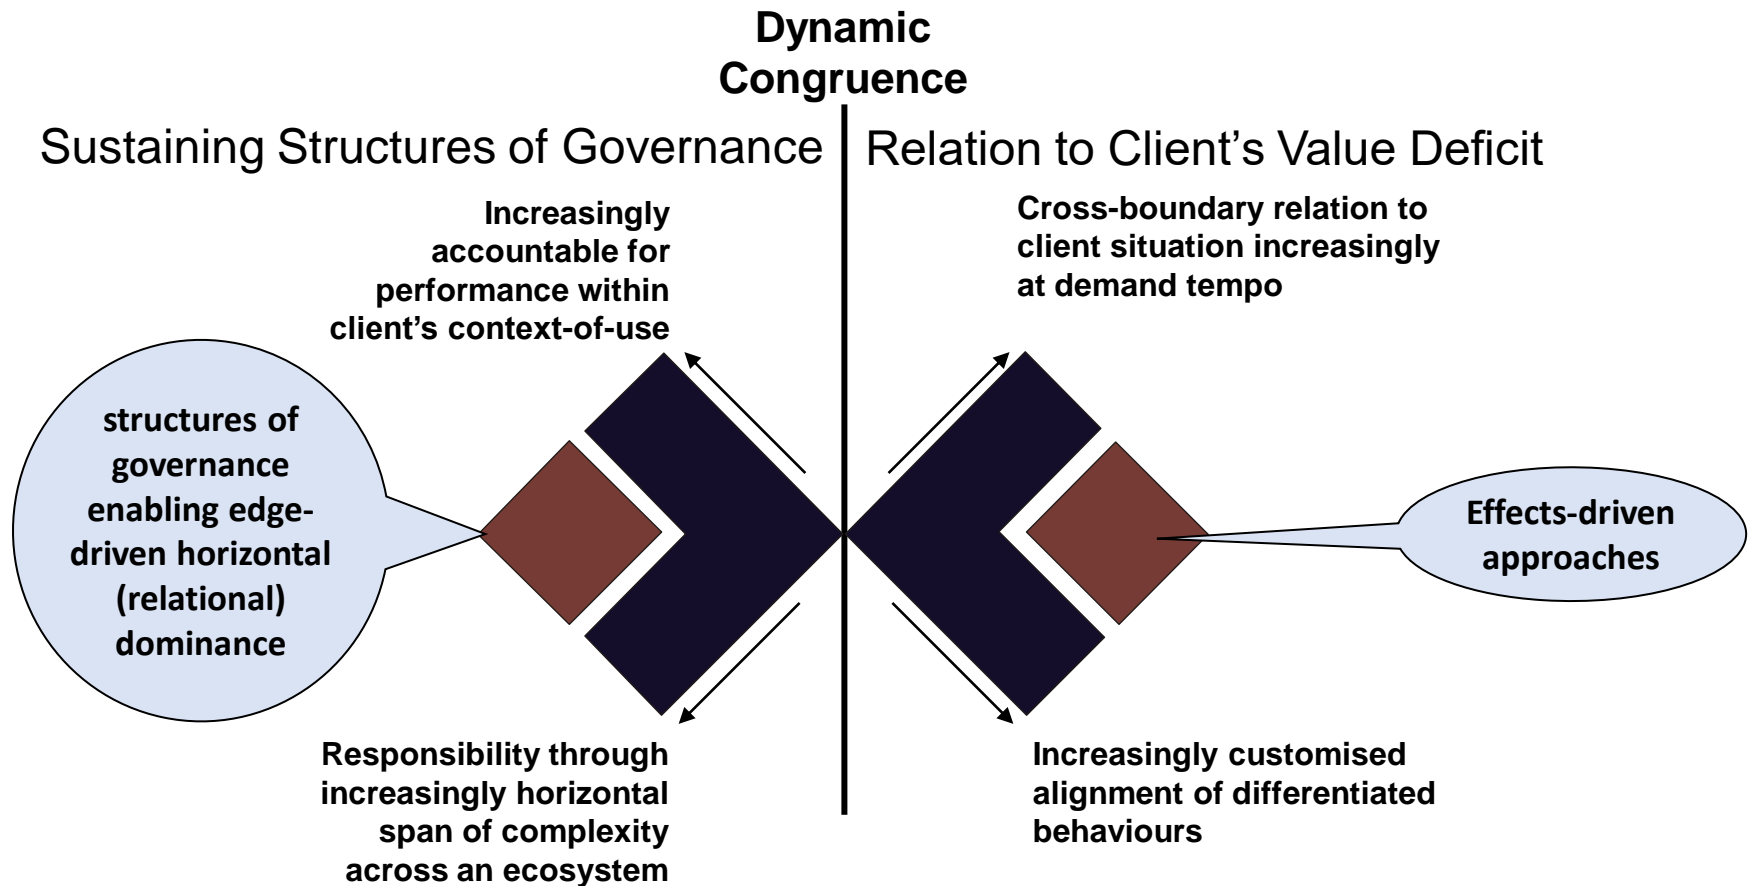 Dynamic
Congruence
Sustaining Structures of Governance
Relation to Client’s Value Deficit
Increasingly
accountable for
performance within
client’s context-of-use
Cross-boundary relation to
client situation increasingly
at demand tempo
structures of
governance
enabling edge-
driven horizontal
(relational)
dominance
Effects-driven
approaches
Responsibility through
increasingly horizontal
span of complexity
across an ecosystem
Increasingly customised
alignment of differentiated
behaviours